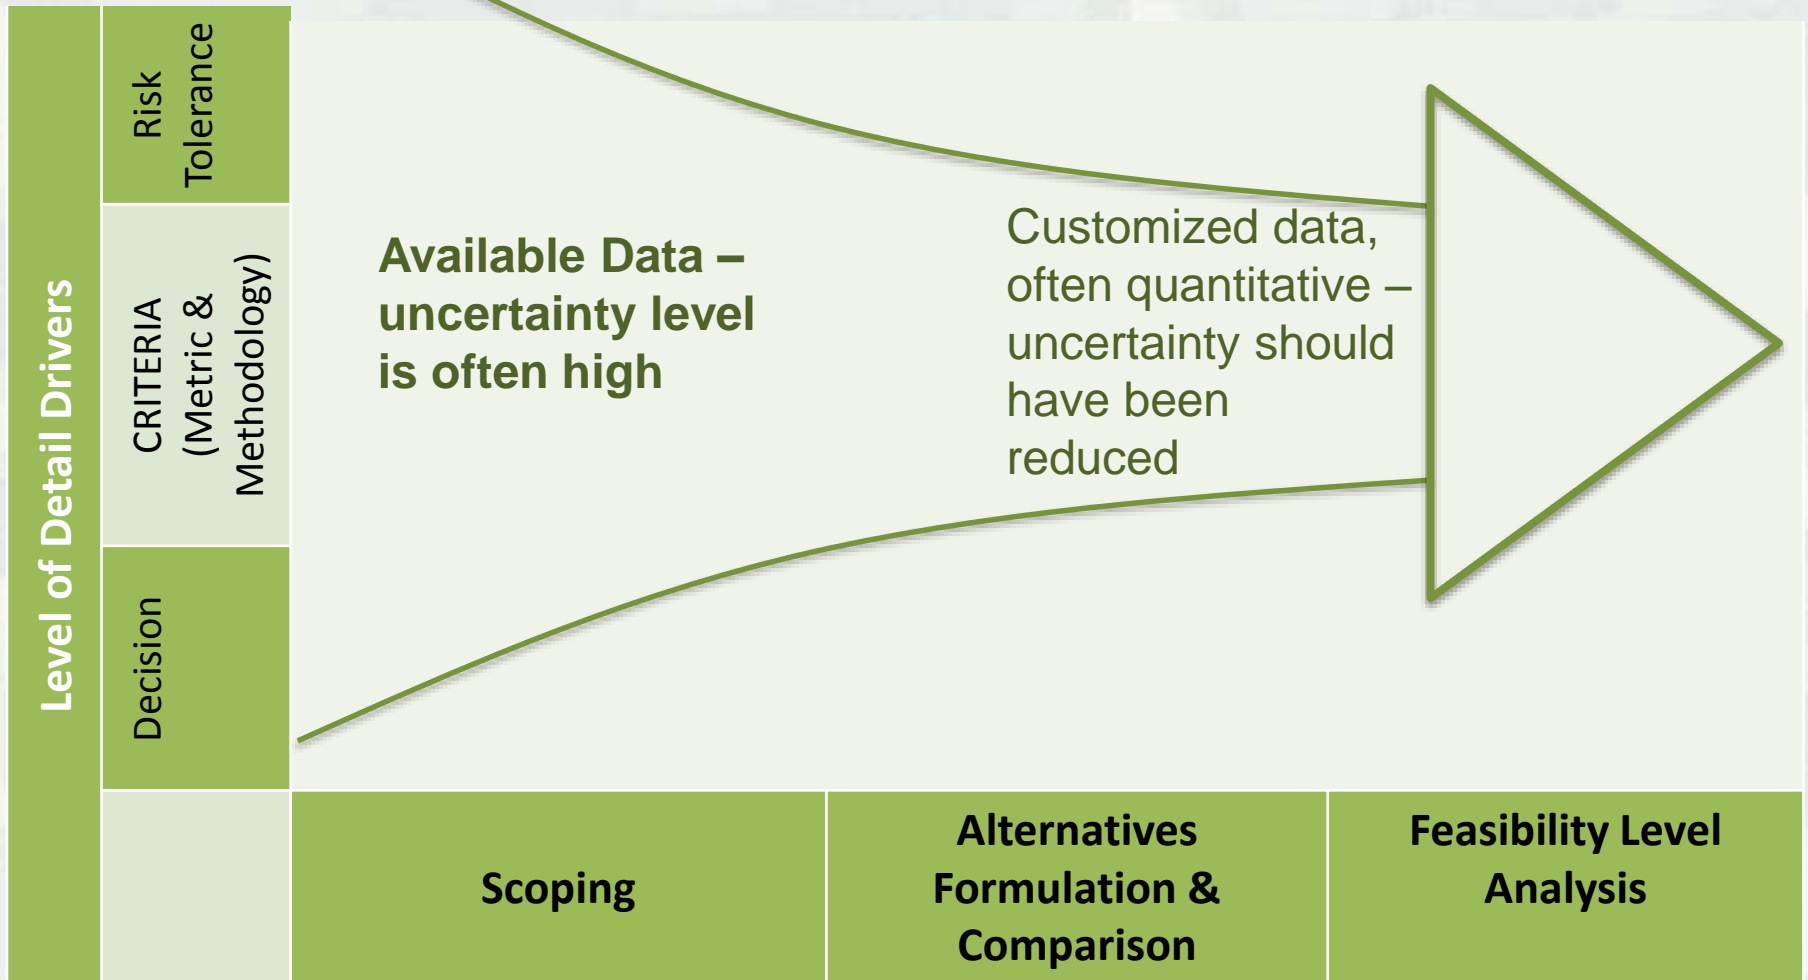 Level of Detail Drivers
Risk
Tolerance
CRITERIA
(Metric &
Methodology)
Decision
Available Data –
uncertainty level
is often high
Customized data,
often quantitative –
uncertainty should
have been
reduced
Scoping
Alternatives
Formulation &
Comparison
Feasibility Level
Analysis